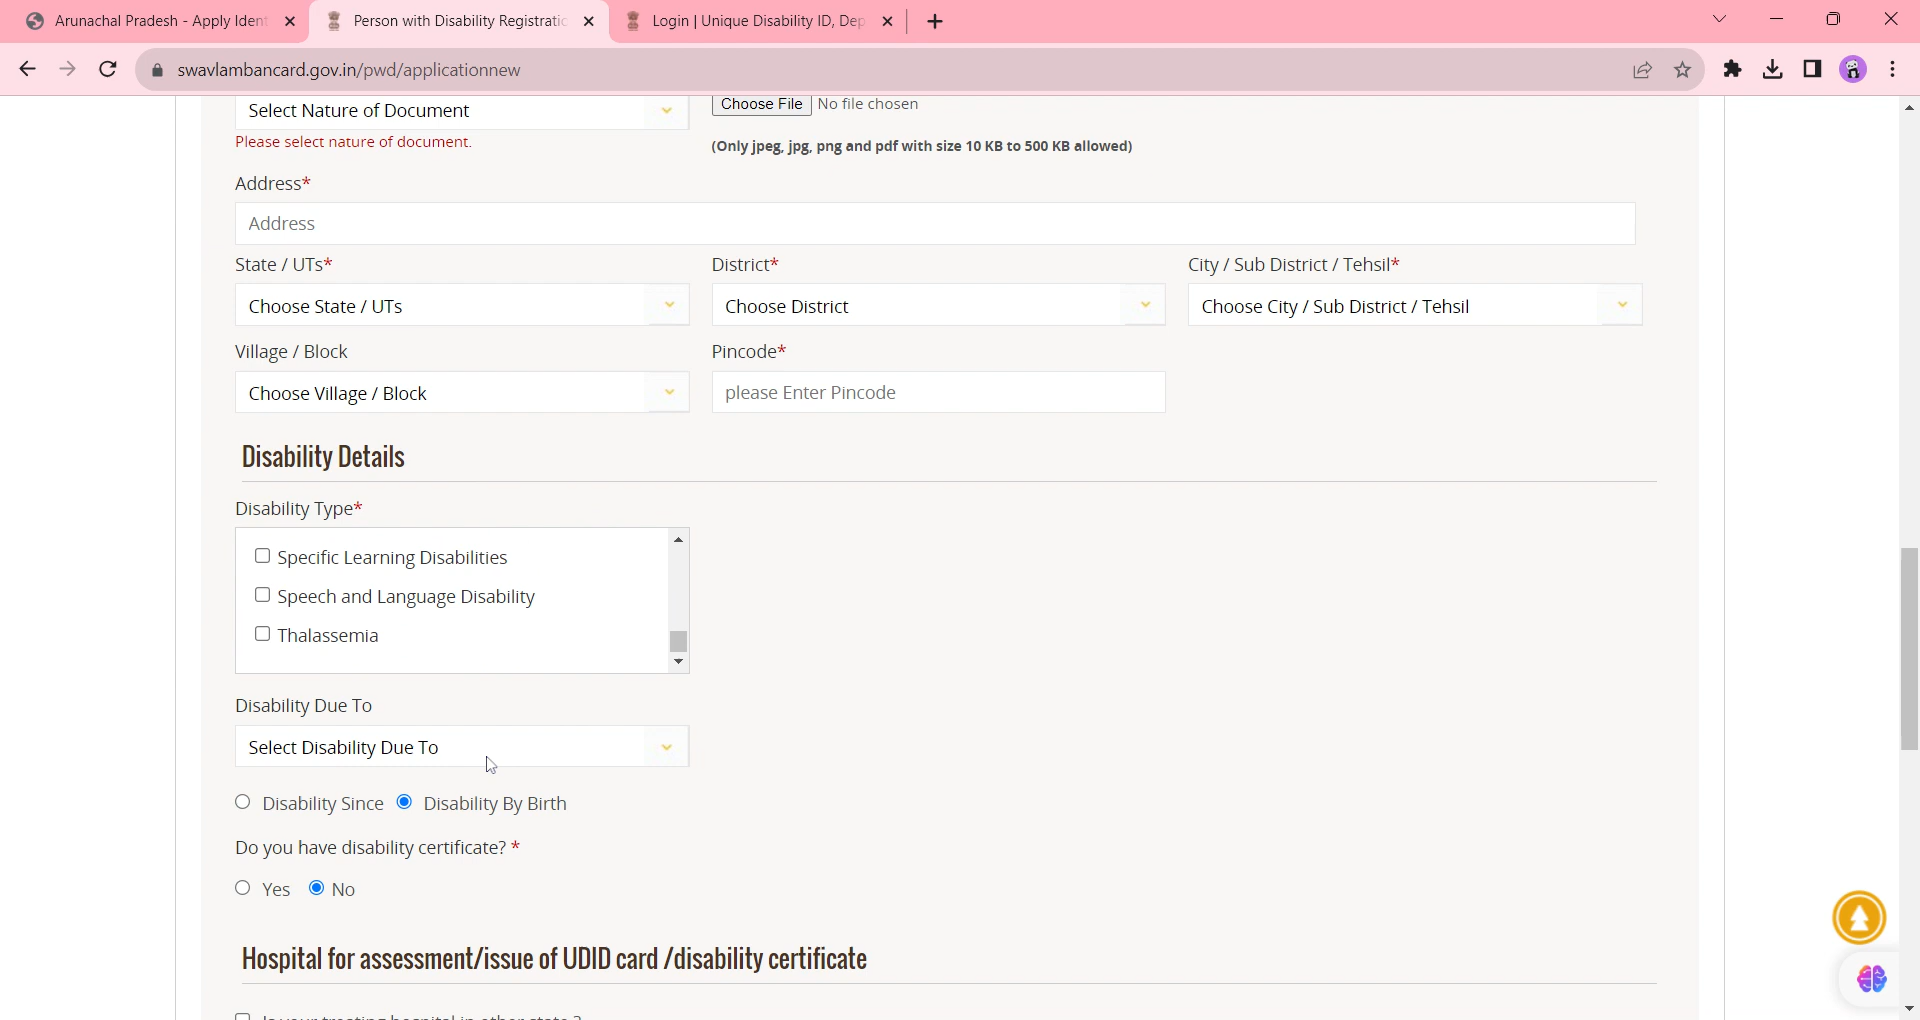 Arunachal Pradesh - Apply Ident
Person with Disability Registratic
Login | Unique Disability ID, Dep
swavlambancard.gov.in/pwd/applicationnew
Select Nature of Document
Choose File No file chosen
Please select nature of document.
(Only jpeg, jpg, png and pdf with size 10 KB to 500 KB allowed)
Address*
Address
State / UTs*
District*
City / Sub District / Tehsil*
Choose State / UTs
Choose District
Choose City / Sub District / Tehsil
Village / Block
Pincode*
Choose Village / Block
please Enter Pincode
Disability Details
Disability Type*
Specific Learning Disabilities
Speech and Language Disability
Thalassemia
Disability Due To
Select Disability Due To
Disability Since Disability By Birth
Do you have disability certificate? *
Yes No
Hospital for assessment/issue of UDID card /disability certificate